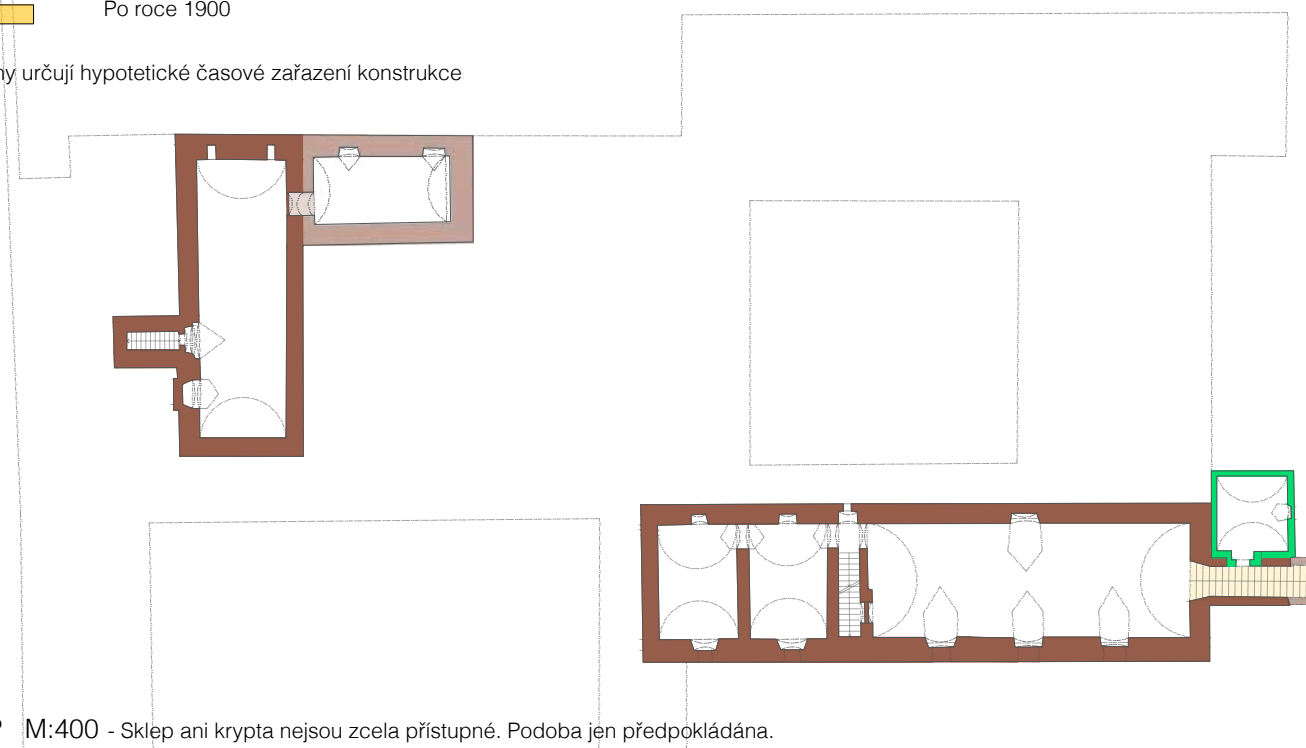 Po roce 1900
určují hypotetické časové zařazení konstrukce
M:400 - Sklep ani krypta nejsou zcela přístupné. Podoba jen předpokládána.